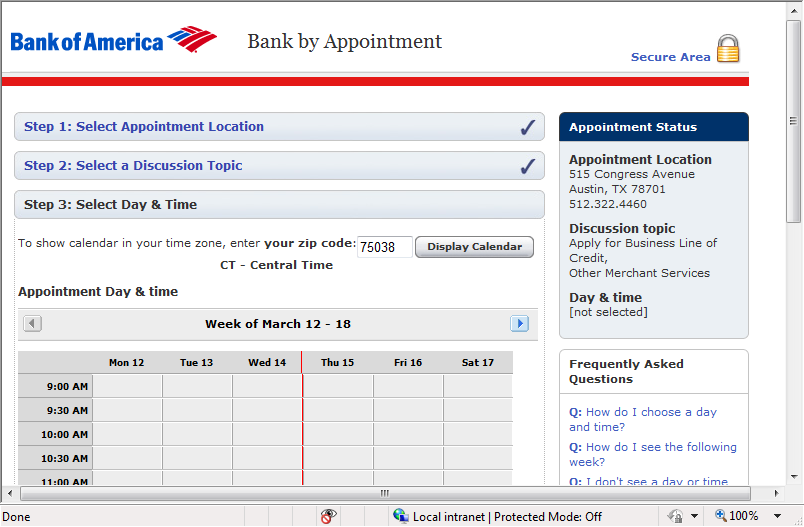 Bank of America
Bank by Appointment
Secure Area
Step 1: Select Appointment Location
Step 2: Select a Discussion Topic
Step 3: Select Day & Time
To show calendar in your time zone, enter your zip code: 75038 Display Calendar
CT - Central Time
Appointment Day & time
Week of March 12 - 18
Mon 12 Tue 13 Wed 14 Thu 15 Fri 16 Sat 17
9:00 AM
9:30 AM
10:00 AM
10:30 AM
11:00 AM
Appointment Status
Appointment Location
515 Congress Avenue
Austin, TX 78701
512.322.4460
Discussion topic
Apply for Business Line of
Credit,
Other Merchant Services
Day & time
[not selected]
Frequently Asked
Questions
Q: How do I choose a day
and time?
Q: How do I see the following
week?
Q: I don't see a day or time
Done
Local intranet | Protected Mode: Off
100%